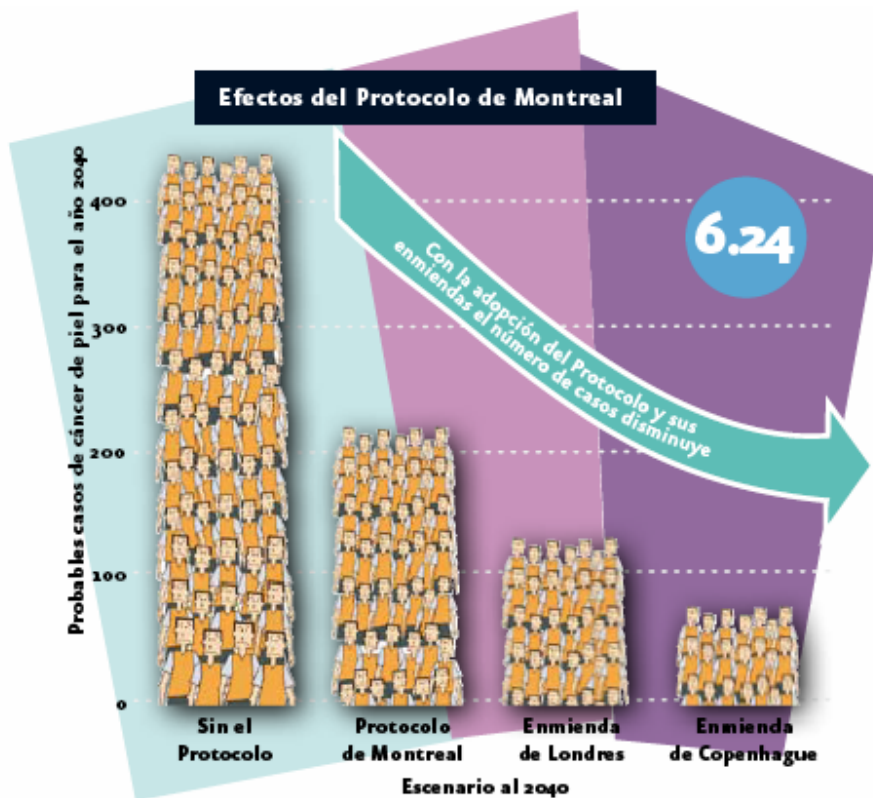 Efectos del Protocolo de Montreal
6.24
Con la adopción del Protocolo y sus
enmiendas el número de casos disminuye
Probables casos de cáncer de piel para el año 2040
400
300
200
100
0
Sin el
Protocolo
Protocolo
de Montreal
Enmienda
de Londres
Enmienda
de Copenhague
Escenario al 2040